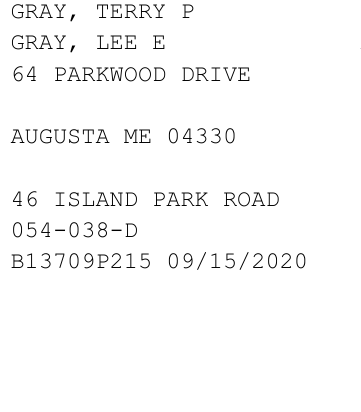 GRAY, TERRY P
GRAY, LEE E
64 PARKWOOD DRIVE
AUGUSTA ME 04330
46 ISLAND PARK ROAD
054-038-D
B13709P215 09/15/2020